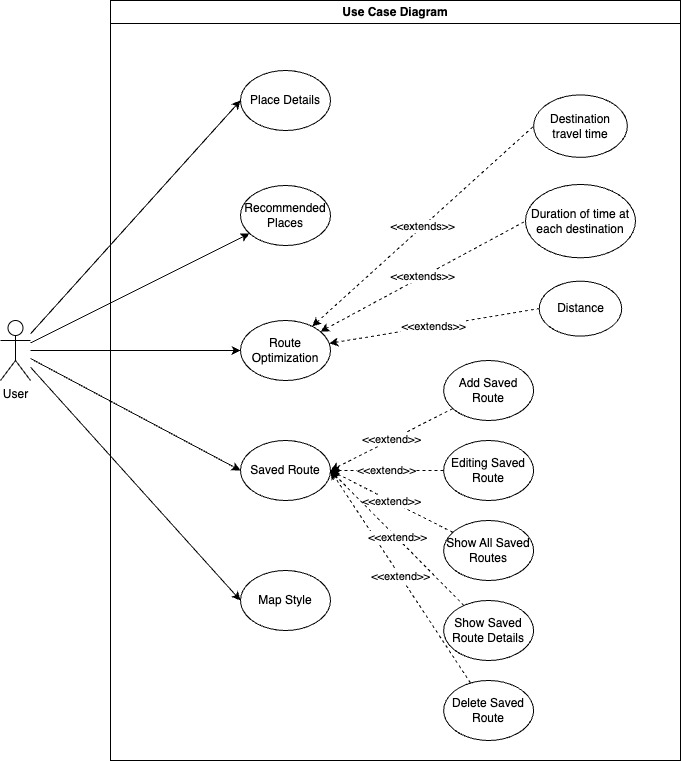 Use Case Diagram
Place Details
Destination
travel time
Recommended
Places
Duration of time at
each destination
<<extends>>
<<extends>>
Distance
<<extends>>
Route
Optimization
User
Add Saved
Route
<<extend>>
Saved Route
<<extend>>
Editing Saved
Route
<<extend>>
Show All Saved
Routes
<<extend>>
<<extend>>
Map Style
Show Saved
Route Details
Delete Saved
Route